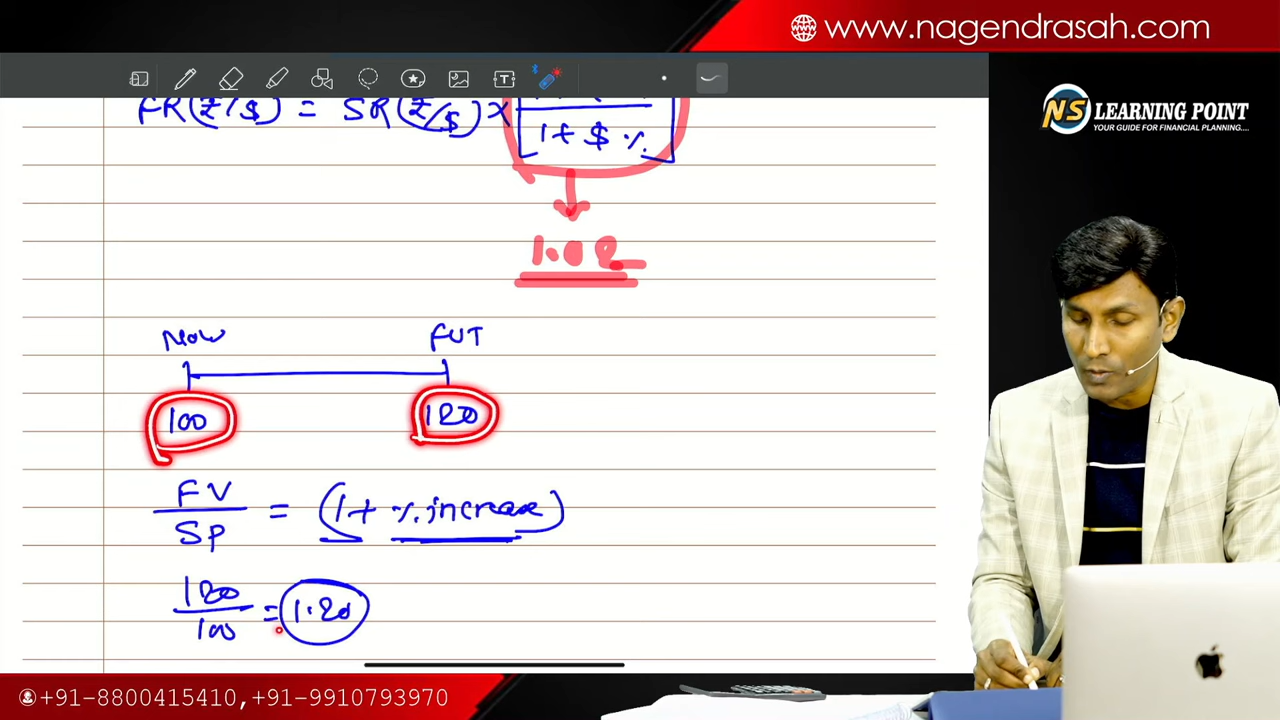 www.nagendrasah.com
NS LEARNING POINT
YOUR GUIDE FOR FINANCIAL PLANNING....
T
FR(₹/$) = SR(₹/$) ×
1+ $ %
1.02
Now FUT
100 120
FV
SP
= (1+ %increase)
120
100
= 1.20
+91-8800415410,+91-9910793970